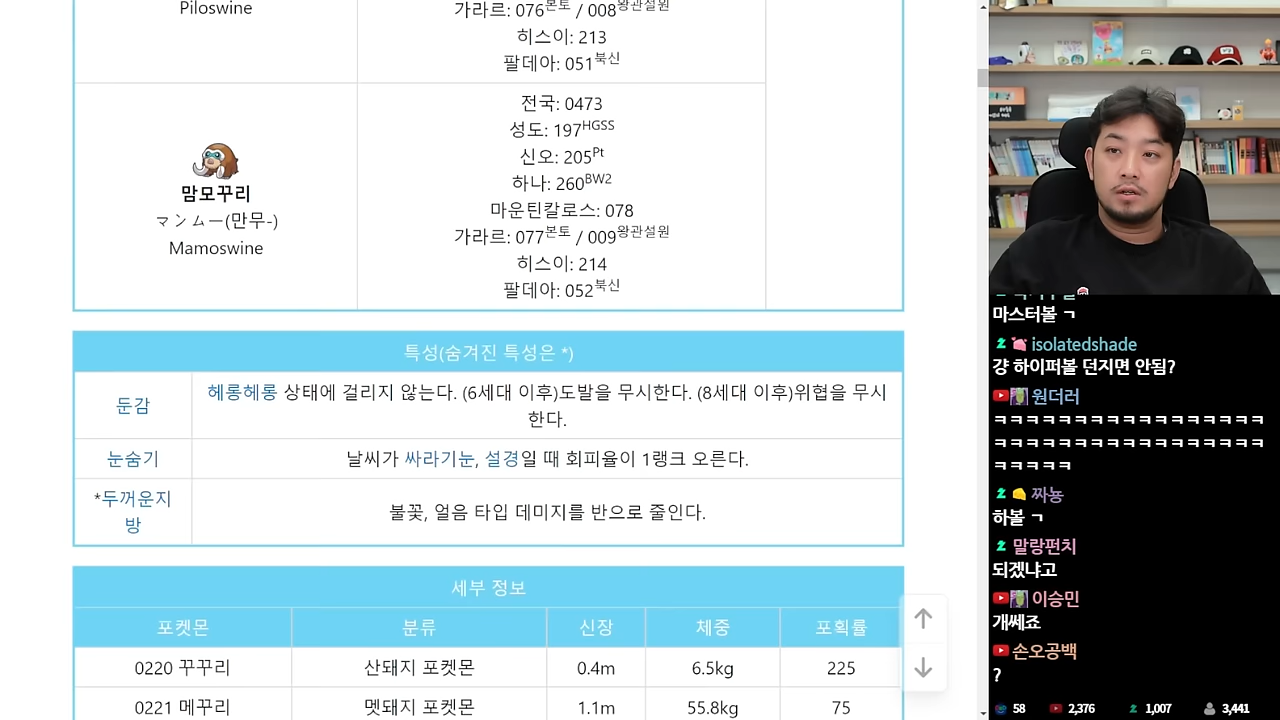 Piloswine
가라르: 076본토 / 008왕관설원
히스이: 213
팔데아: 051북신
맘모꾸리
マンムー(만무-)
Mamoswine
전국: 0473
성도: 197HGSS
신오: 205Pt
하나: 260BW2
마운틴칼로스: 078
가라르: 077본토 / 009왕관설원
히스이: 214
팔데아: 052북신
특성(숨겨진 특성은 *)
둔감
헤롱헤롱 상태에 걸리지 않는다. (6세대 이후)도발을 무시한다. (8세대 이후)위협을 무시
한다.
눈숨기
날씨가 싸라기눈, 설경일 때 회피율이 1랭크 오른다.
*두꺼운지
방
불꽃, 얼음 타입 데미지를 반으로 줄인다.
세부 정보
포켓몬 분류 신장 체중 포획률
0220 꾸꾸리 산돼지 포켓몬 0.4m 6.5kg 225
0221 메꾸리 멧돼지 포켓몬 1.1m 55.8kg 75
마스터볼 ㄱ
isolatedshade
걍 하이퍼볼 던지면 안됨?
원더러
ㅋㅋㅋㅋㅋㅋㅋㅋㅋㅋㅋㅋㅋㅋㅋㅋㅋ
ㅋㅋㅋㅋㅋㅋㅋㅋㅋㅋㅋㅋㅋㅋㅋㅋㅋ
ㅋㅋㅋㅋㅋ
짜뇽
하볼 ㄱ
말랑펀치
되겠냐고
이승민
개쎄죠
손오공백
?
58 2,376 1,007 3,441